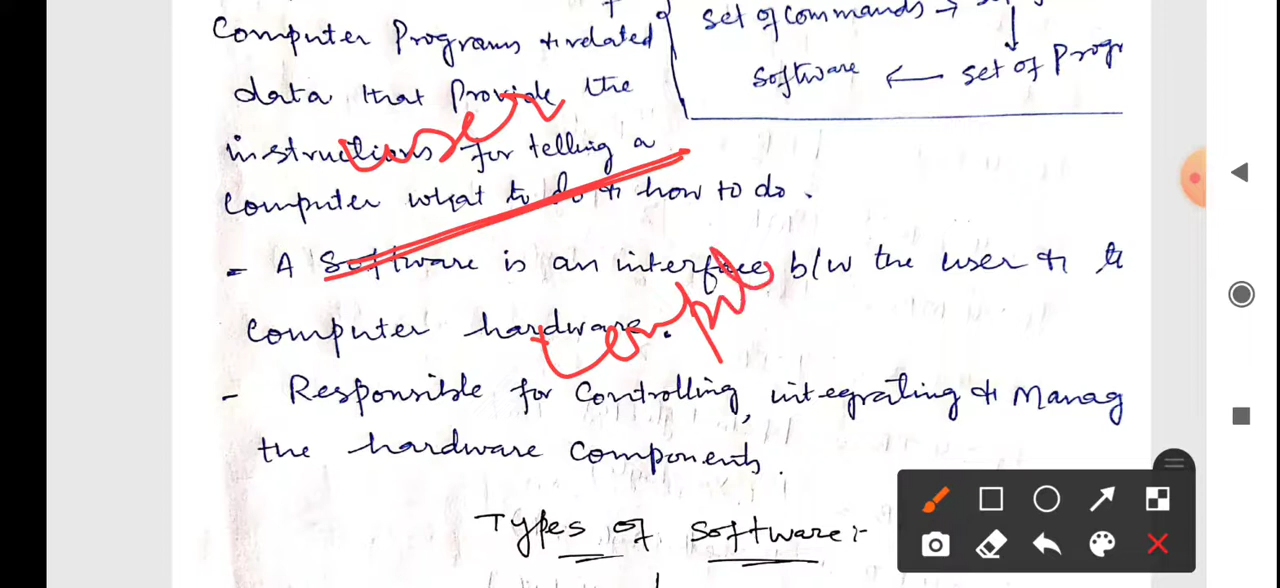 Computer Programs & related
data that provide the
instructions for telling a
computer what to do & how to do.
set of commands →
↓
software ← set of Progr
user
- A Software is an interface b/w the user &
computer hardware.
compu
- Responsible for controlling, integrating & Manag
the hardware components.
Types of software:-